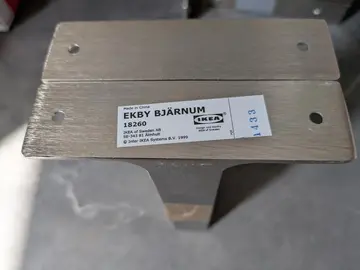 Made in China
EKBY BJÄRNUM
18260
IKEA of Sweden AB
SE-343 81 Älmhult
© Inter IKEA Systems B.V. 1999
IKEA
1433